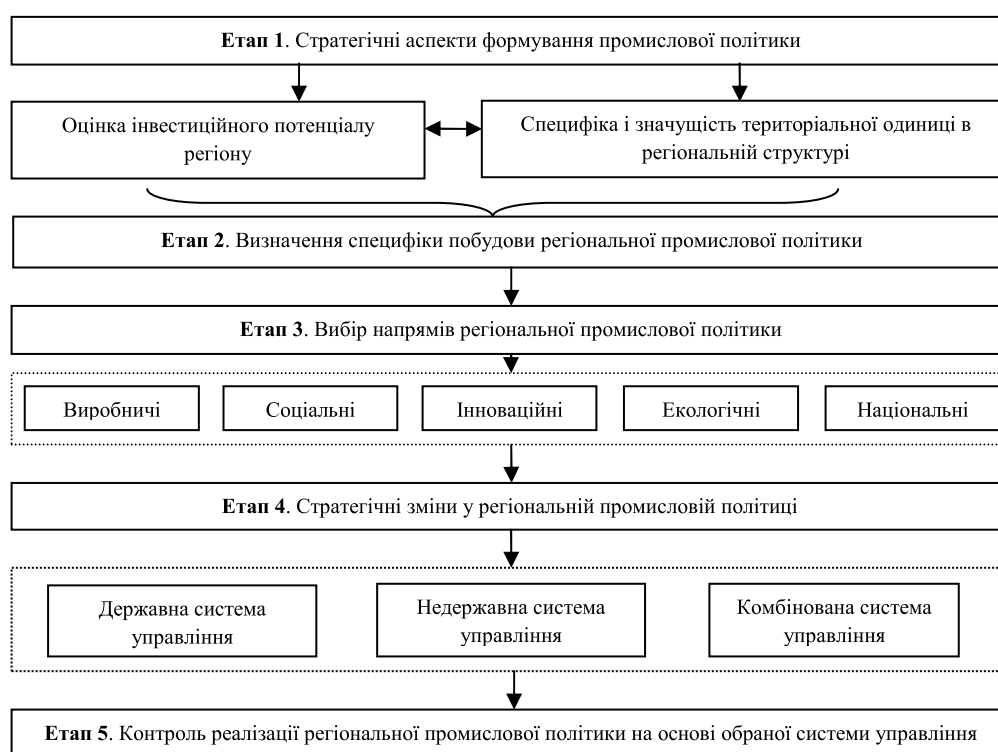 Етап 1. Стратегічні аспекти формування промислової політики
Оцінка інвестиційного потенціалу
регіону
Специфіка і значущість територіальної одиниці в
регіональній структурі
Етап 2. Визначення специфіки побудови регіональної промислової політики
Етап 3. Вибір напрямів регіональної промислової політики
Виробничі
Соціальні
Інноваційні
Екологічні
Національні
Етап 4. Стратегічні зміни у регіональній промисловій політиці
Державна система
управління
Недержавна система
управління
Комбінована система
управління
Етап 5. Контроль реалізації регіональної промислової політики на основі обраної системи управління